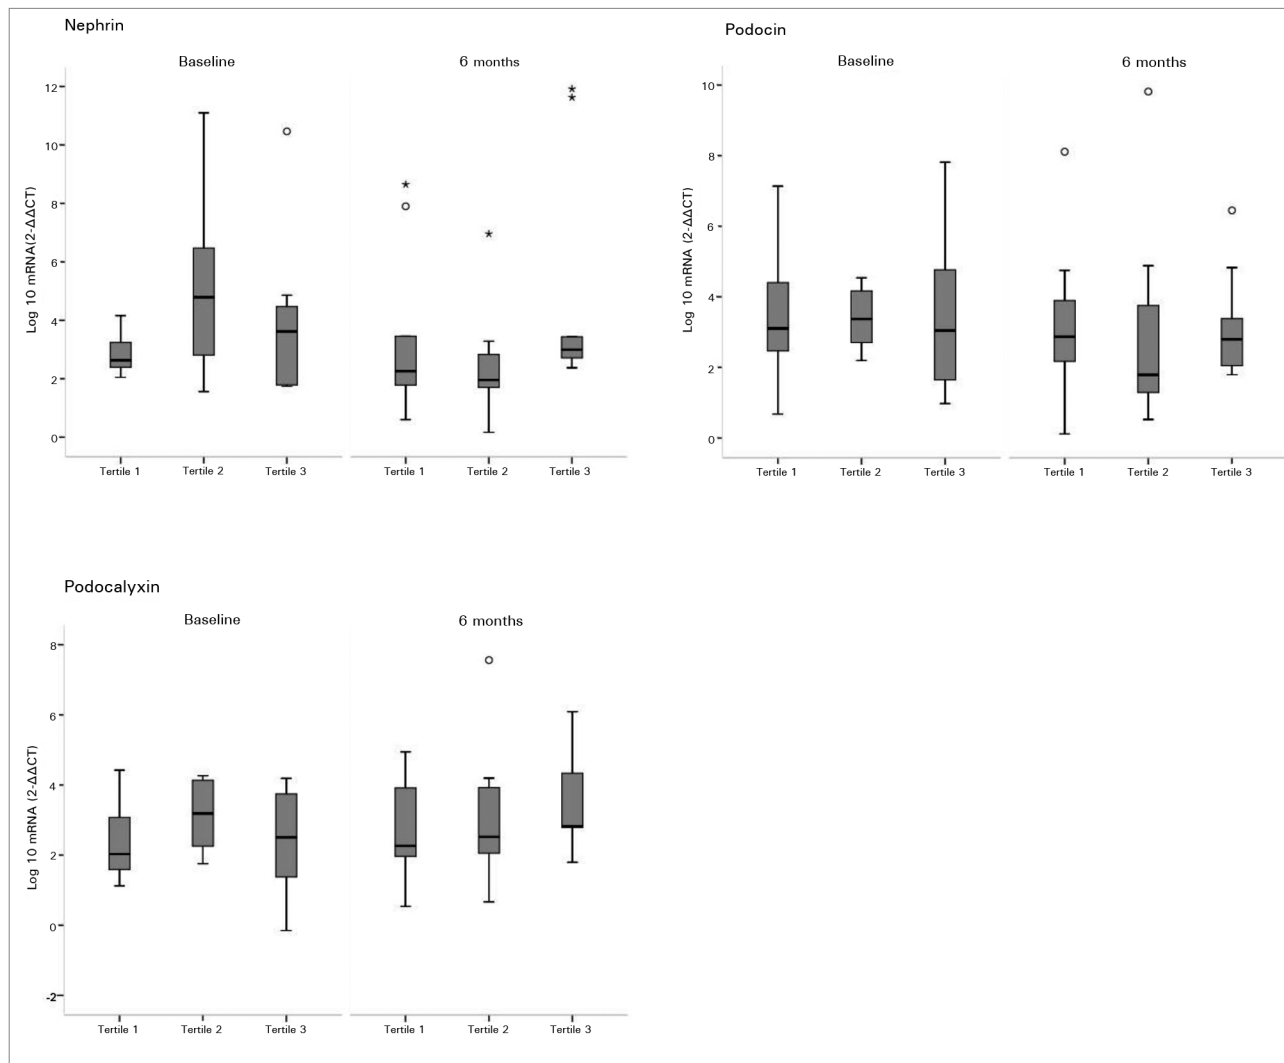 Nephrin
Baseline
6 months
Log 10 mRNA(2-ΔΔCT)
12
10
8
6
4
2
0
Tertile 1
Tertile 2
Tertile 3
Tertile 1
Tertile 2
Tertile 3
Podocin
Baseline
6 months
Log 10 mRNA (2-ΔΔCT)
10
8
6
4
2
0
Tertile 1
Tertile 2
Tertile 3
Tertile 1
Tertile 2
Tertile 3
Podocalyxin
Baseline
6 months
Log 10 mRNA (2-ΔΔCT)
8
6
4
2
0
-2
Tertile 1
Tertile 2
Tertile 3
Tertile 1
Tertile 2
Tertile 3